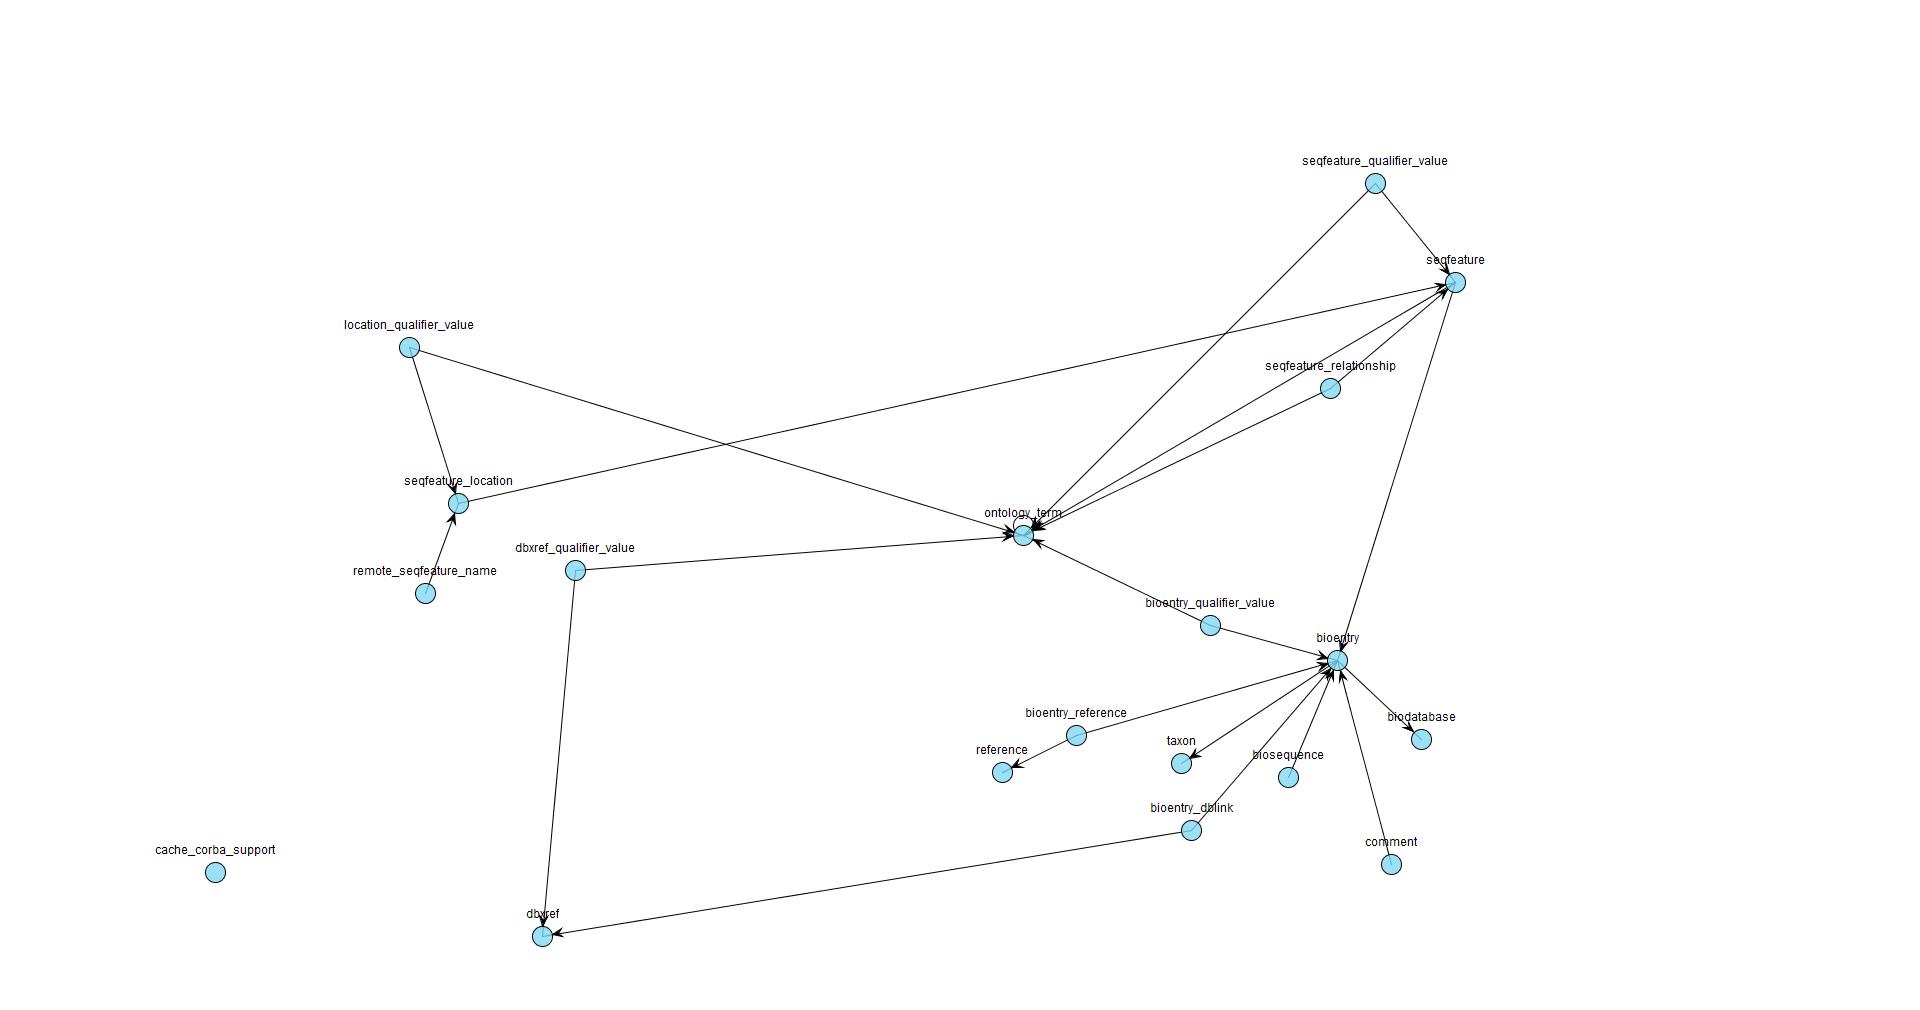 seqfeature_qualifier_value
seqfeature
location_qualifier_value
seqfeature_relationship
seqfeature_location
ontology_term
dbxref_qualifier_value
remote_seqfeature_name
bioentry_qualifier_value
bioentry
bioentry_reference
biodatabase
taxon
reference
biosequence
bioentry_dblink
comment
cache_corba_support
dbxref